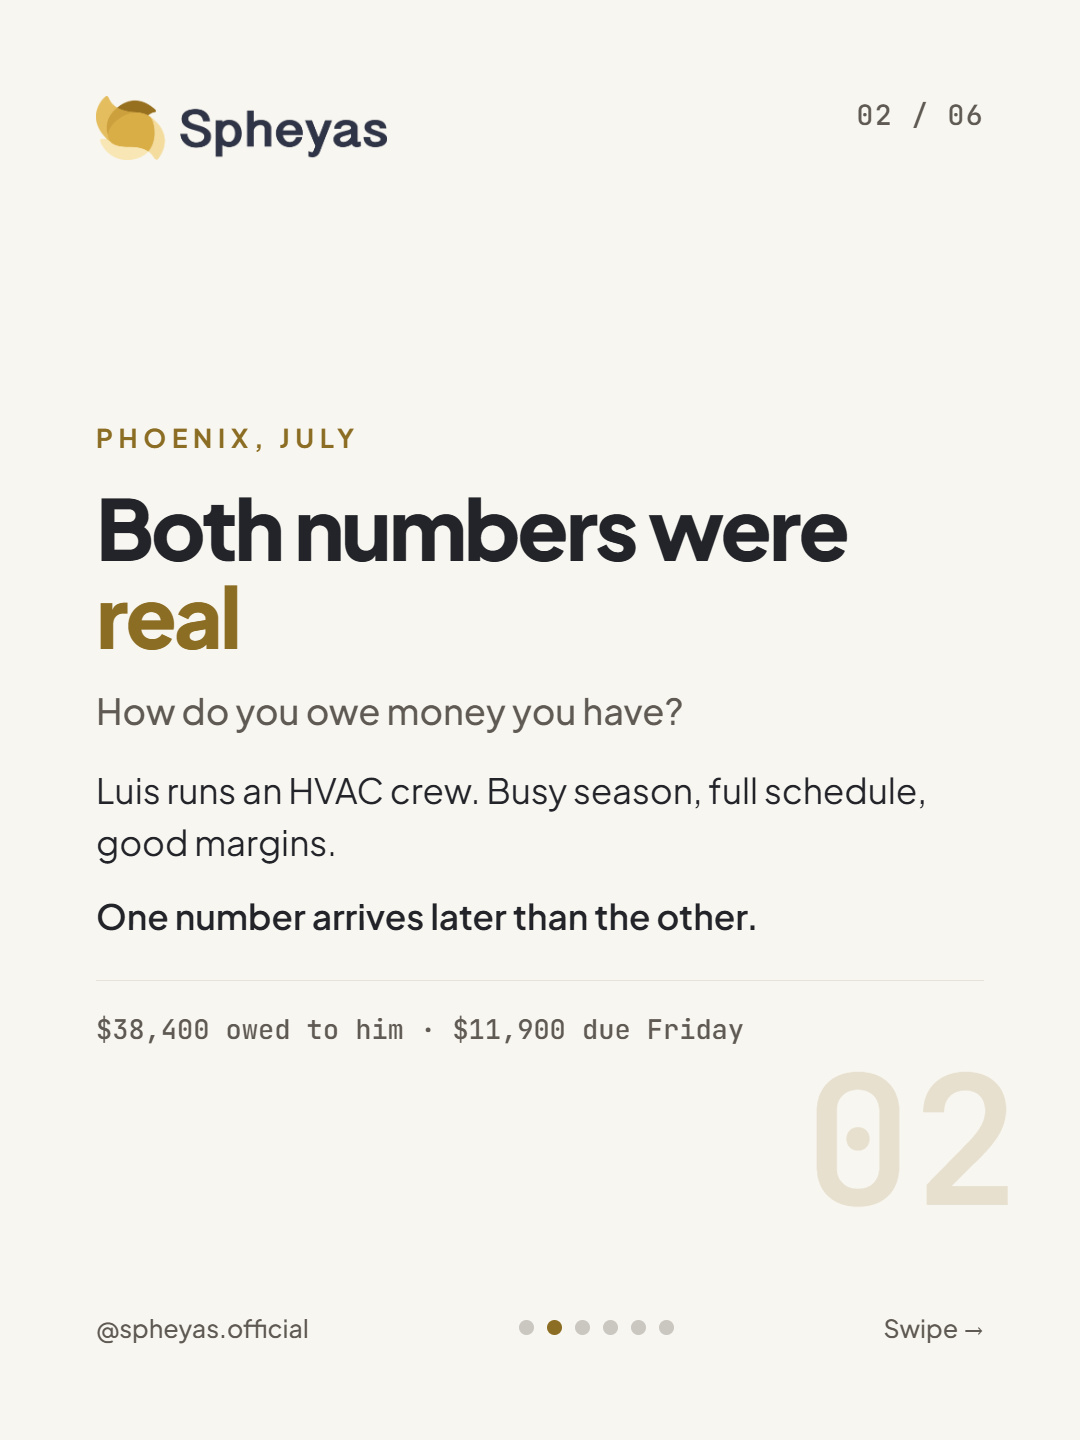 Spheyas
02 / 06
PHOENIX, JULY
Both numbers were
real
How do you owe money you have?
Luis runs an HVAC crew. Busy season, full schedule,
good margins.
One number arrives later than the other.
$38,400 owed to him · $11,900 due Friday
02
@spheyas.official
Swipe →